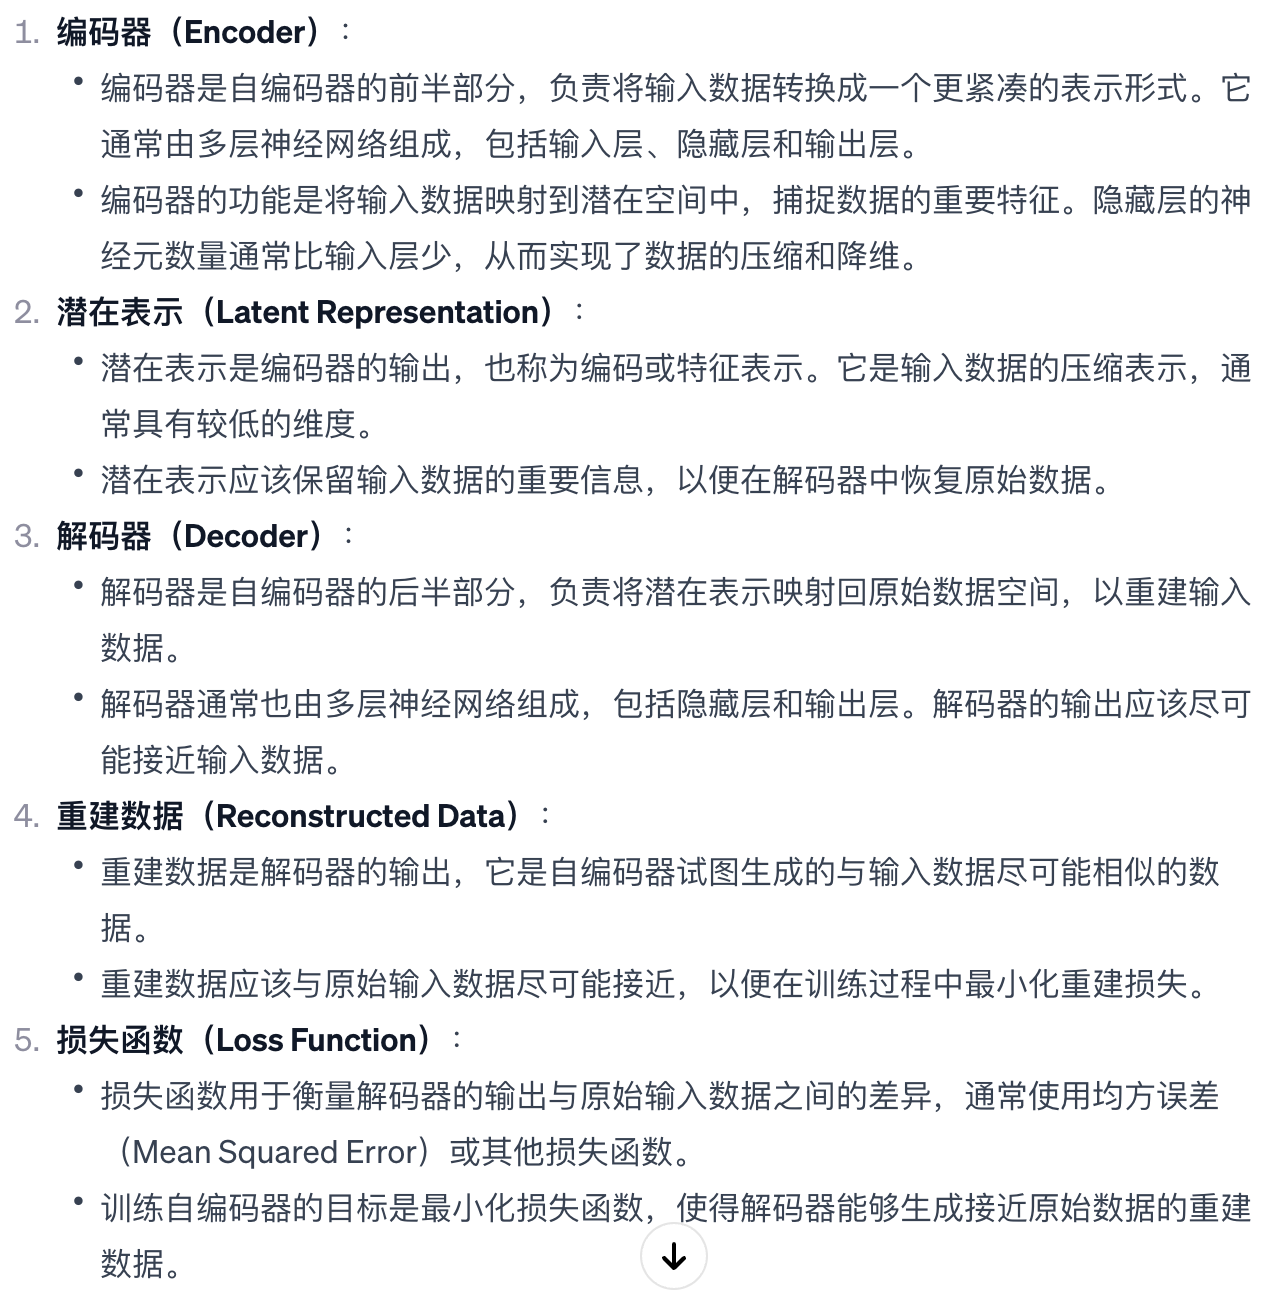 1. 编码器（Encoder）：
• 编码器是自编码器的前半部分，负责将输入数据转换成一个更紧凑的表示形式。它
通常由多层神经网络组成，包括输入层、隐藏层和输出层。
• 编码器的功能是将输入数据映射到潜在空间中，捕捉数据的重要特征。隐藏层的神
经元数量通常比输入层少，从而实现了数据的压缩和降维。
2. 潜在表示（Latent Representation）：
• 潜在表示是编码器的输出，也称为编码或特征表示。它是输入数据的压缩表示，通
常具有较低的维度。
• 潜在表示应该保留输入数据的重要信息，以便在解码器中恢复原始数据。
3. 解码器（Decoder）：
• 解码器是自编码器的后半部分，负责将潜在表示映射回原始数据空间，以重建输入
数据。
• 解码器通常也由多层神经网络组成，包括隐藏层和输出层。解码器的输出应该尽可
能接近输入数据。
4. 重建数据（Reconstructed Data）：
• 重建数据是解码器的输出，它是自编码器试图生成的与输入数据尽可能相似的数
据。
• 重建数据应该与原始输入数据尽可能接近，以便在训练过程中最小化重建损失。
5. 损失函数（Loss Function）：
• 损失函数用于衡量解码器的输出与原始输入数据之间的差异，通常使用均方误差
（Mean Squared Error）或其他损失函数。
• 训练自编码器的目标是最小化损失函数，使得解码器能够生成接近原始数据的重建
数据。